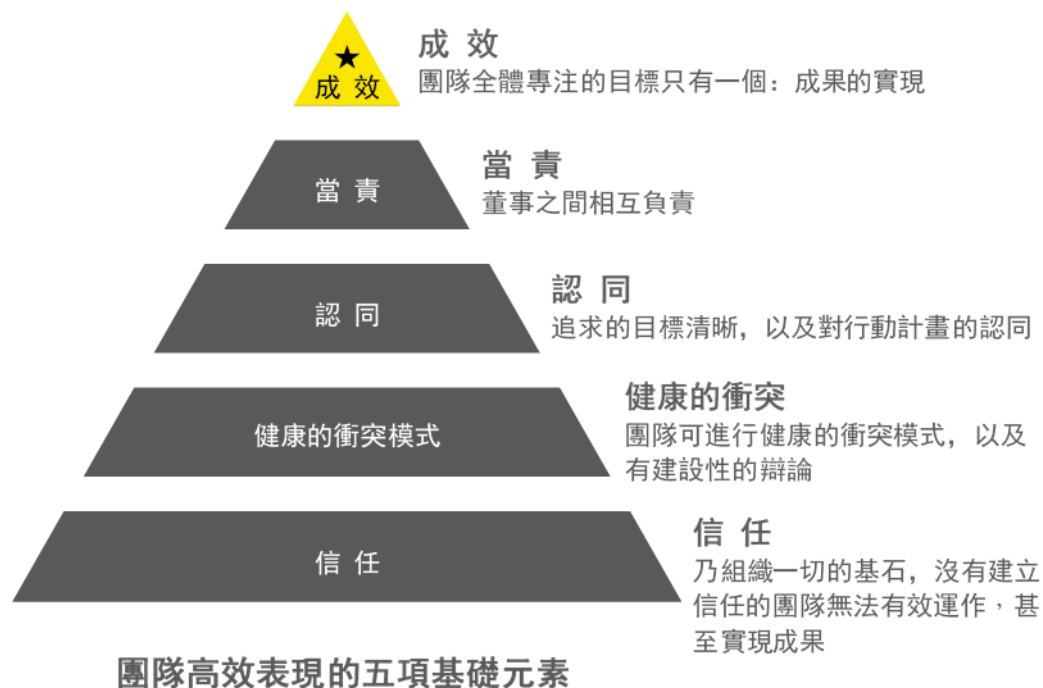 ★
成 效
成 效
團隊全體專注的目標只有一個：成果的實現
當 責
當 責
董事之間相互負責
認 同
認 同
追求的目標清晰，以及對行動計畫的認同
健康的衝突模式
健康的衝突
團隊可進行健康的衝突模式，以及
有建設性的辯論
信 任
信 任
乃組織一切的基石，沒有建立
信任的團隊無法有效運作，甚
至實現成果
團隊高效表現的五項基礎元素